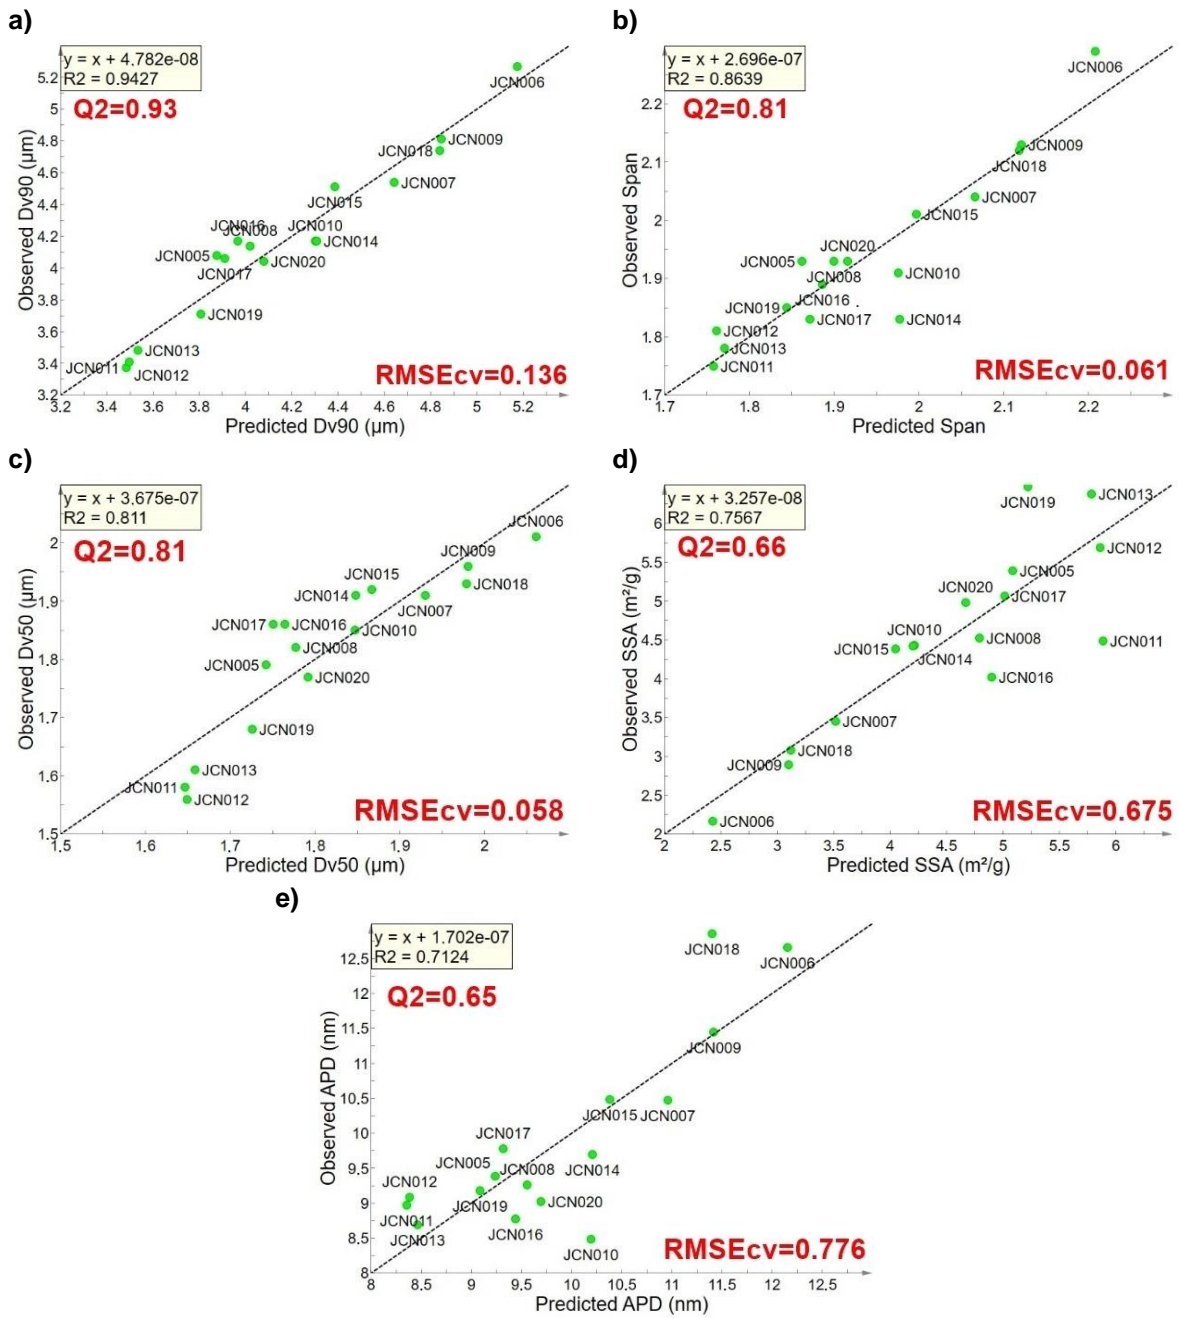 a)
y = x + 4.782e-08
R2 = 0.9427
Q2=0.93
Observed Dv90 (µm)
5.2
5
4.8
4.6
4.4
4.2
4
3.8
3.6
3.4
3.2
JCN006
JCN009
JCN018
JCN007
JCN015
JCN016
JCN008
JCN010
JCN014
JCN005
JCN017
JCN020
JCN019
JCN013
JCN011
JCN012
RMSEcv=0.136
3.2 3.6 3.8 4 4.2 4.4 4.6 4.8 5 5.2
Predicted Dv90 (µm)
b)
y = x + 2.696e-07
R2 = 0.8639
Q2=0.81
Observed Span
2.2
2.1
2
1.9
1.8
1.7
JCN006
JCN009
JCN018
JCN007
JCN015
JCN020
JCN005
JCN008
JCN010
JCN019
JCN016
JCN017
JCN014
JCN012
JCN013
JCN011
RMSEcv=0.061
1.7 1.8 1.9 2 2.1 2.2
Predicted Span
c)
y = x + 3.675e-07
R2 = 0.811
Q2=0.81
Observed Dv50 (µm)
2
1.9
1.8
1.7
1.6
1.5
JCN006
JCN009
JCN015
JCN018
JCN014
JCN007
JCN017
JCN016
JCN010
JCN008
JCN005
JCN020
JCN019
JCN013
JCN011
JCN012
RMSEcv=0.058
1.5 1.6 1.7 1.8 1.9 2
Predicted Dv50 (µm)
d)
y = x + 3.257e-08
R2 = 0.7567
Q2=0.66
Observed SSA (m²/g)
6
5.5
5
4.5
4
3.5
3
2.5
2
JCN019
JCN013
JCN012
JCN005
JCN020
JCN017
JCN010
JCN008
JCN011
JCN015
JCN014
JCN016
JCN007
JCN018
JCN009
JCN006
RMSEcv=0.675
2 2.5 3 3.5 4 4.5 5 5.5 6
Predicted SSA (m²/g)
e)
y = x + 1.702e-07
R2 = 0.7124
Q2=0.65
Observed APD (nm)
12.5
12
11.5
11
10.5
10
9.5
9
8.5
8
JCN018
JCN006
JCN009
JCN015
JCN007
JCN017
JCN005
JCN008
JCN014
JCN012
JCN019
JCN020
JCN011
JCN016
JCN013
JCN010
RMSEcv=0.776
8 8.5 9 9.5 10 10.5 11 11.5 12 12.5
Predicted APD (nm)